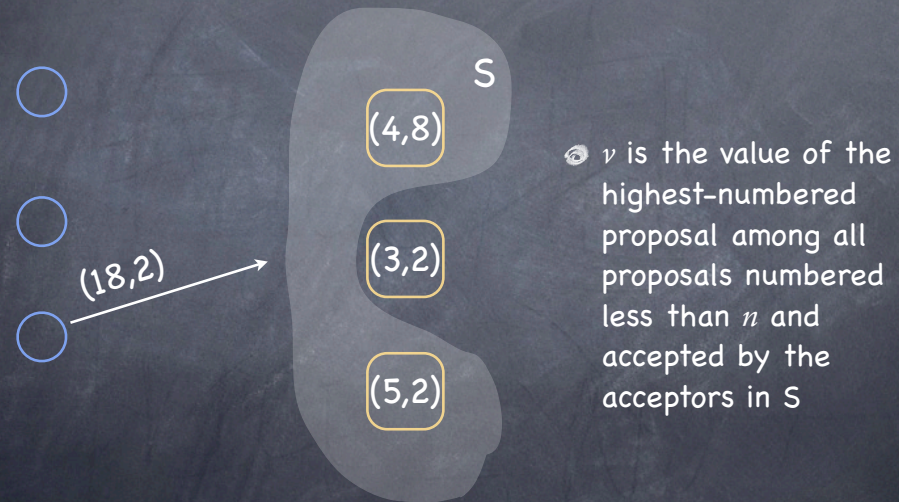 S
(4,8)
(3,2)
(18,2)
(5,2)
v is the value of the
highest-numbered
proposal among all
proposals numbered
less than n and
accepted by the
acceptors in S